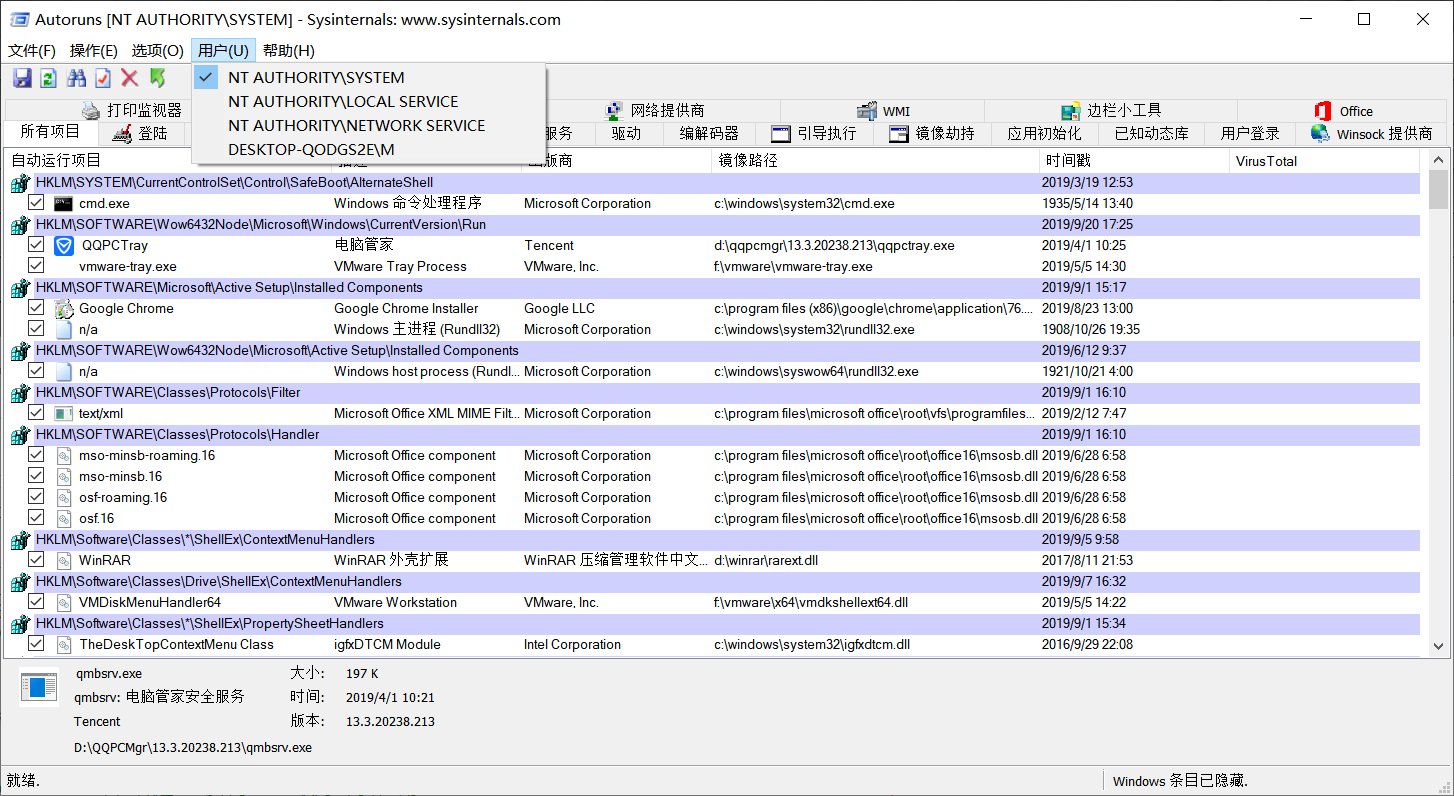 Autoruns [NT AUTHORITY\SYSTEM] - Sysinternals: www.sysinternals.com
文件(F) 操作(E) 选项(O) 用户(U) 帮助(H)
NT AUTHORITY\SYSTEM
NT AUTHORITY\LOCAL SERVICE
NT AUTHORITY\NETWORK SERVICE
DESKTOP-QODGS2E\M
打印监视器 网络提供商 WMI 边栏小工具 Office
所有项目 登陆 服务 驱动 编解码器 引导执行 镜像劫持 应用初始化 已知动态库 用户登录 Winsock 提供商
自动运行项目 镜像路径 时间戳 VirusTotal
HKLM\SYSTEM\CurrentControlSet\Control\SafeBoot\AlternateShell 2019/3/19 12:53
cmd.exe Windows 命令处理程序 Microsoft Corporation c:\windows\system32\cmd.exe 1935/5/14 13:40
HKLM\SOFTWARE\Wow6432Node\Microsoft\Windows\CurrentVersion\Run 2019/9/20 17:25
QQPCTray 电脑管家 Tencent d:\qqpcmgr\13.3.20238.213\qqpctray.exe 2019/4/1 10:25
vmware-tray.exe VMware Tray Process VMware, Inc. f:\vmware\vmware-tray.exe 2019/5/5 14:30
HKLM\SOFTWARE\Microsoft\Active Setup\Installed Components 2019/9/1 15:17
Google Chrome Google Chrome Installer Google LLC c:\program files (x86)\google\chrome\application\76.... 2019/8/23 13:00
n/a Windows 主进程 (Rundll32) Microsoft Corporation c:\windows\system32\rundll32.exe 1908/10/26 19:35
HKLM\SOFTWARE\Wow6432Node\Microsoft\Active Setup\Installed Components 2019/6/12 9:37
n/a Windows host process (Rundl... Microsoft Corporation c:\windows\syswow64\rundll32.exe 1921/10/21 4:00
HKLM\SOFTWARE\Classes\Protocols\Filter 2019/9/1 16:10
text/xml Microsoft Office XML MIME Filt... Microsoft Corporation c:\program files\microsoft office\root\vfs\programfiles... 2019/2/12 7:47
HKLM\SOFTWARE\Classes\Protocols\Handler 2019/9/1 16:10
mso-minsb-roaming.16 Microsoft Office component Microsoft Corporation c:\program files\microsoft office\root\office16\msosb.dll 2019/6/28 6:58
mso-minsb.16 Microsoft Office component Microsoft Corporation c:\program files\microsoft office\root\office16\msosb.dll 2019/6/28 6:58
osf-roaming.16 Microsoft Office component Microsoft Corporation c:\program files\microsoft office\root\office16\msosb.dll 2019/6/28 6:58
osf.16 Microsoft Office component Microsoft Corporation c:\program files\microsoft office\root\office16\msosb.dll 2019/6/28 6:58
HKLM\Software\Classes\*\ShellEx\ContextMenuHandlers 2019/9/5 9:58
WinRAR WinRAR 外壳扩展 WinRAR 压缩管理软件中文... d:\winrar\rarext.dll 2017/8/11 21:53
HKLM\Software\Classes\Drive\ShellEx\ContextMenuHandlers 2019/9/7 16:32
VMDiskMenuHandler64 VMware Workstation VMware, Inc. f:\vmware\x64\vmdkshellext64.dll 2019/5/5 14:22
HKLM\Software\Classes\*\ShellEx\PropertySheetHandlers 2019/9/1 15:34
TheDeskTopContextMenu Class igfxDTCM Module Intel Corporation c:\windows\system32\igfxdtcm.dll 2016/9/29 22:08
qmbsrv.exe 大小: 197 K
qmbsrv: 电脑管家安全服务 时间: 2019/4/1 10:21
Tencent 版本: 13.3.20238.213
D:\QQPCMgr\13.3.20238.213\qmbsrv.exe
就绪. Windows 条目已隐藏.